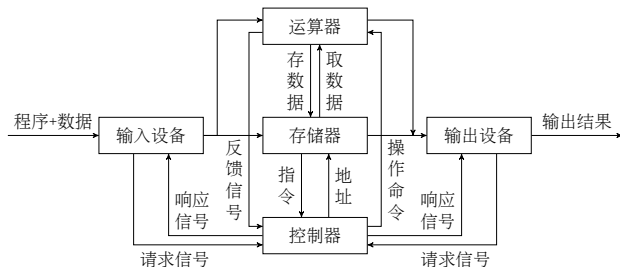 运算器
存数据
取数据
程序+数据
输入设备
存储器
输出设备
输出结果
反馈信号
指令
地址
操作命令
响应
信号
响应
信号
控制器
请求信号
请求信号